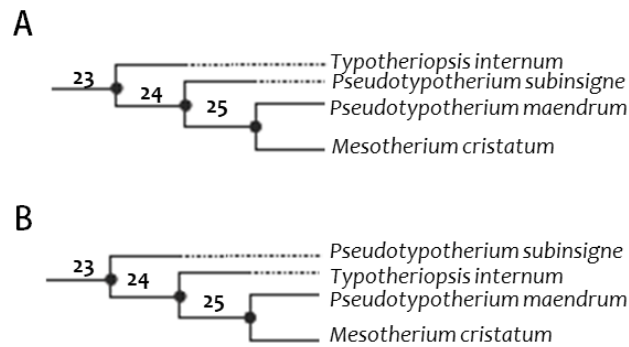 A
Typotheriopsis internum
23
Pseudotypotherium subinsigne
24
25
Pseudotypotherium maendrum
Mesotherium cristatum
B
Pseudotypotherium subinsigne
23
Typotheriopsis internum
24
25
Pseudotypotherium maendrum
Mesotherium cristatum